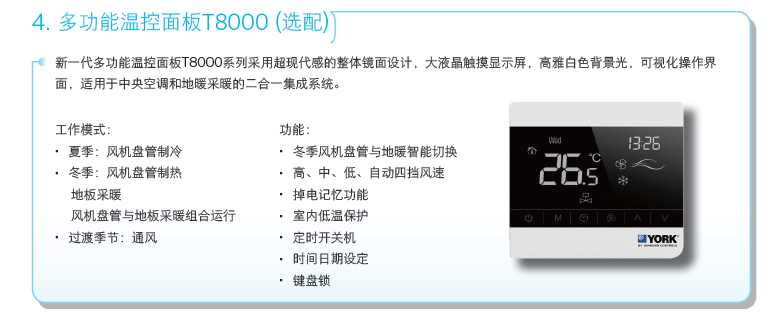 4. 多功能温控面板T8000 (选配)
新一代多功能温控面板T8000系列采用超现代感的整体镜面设计，大液晶触摸显示屏，高雅白色背景光，可视化操作界
面，适用于中央空调和地暖采暖的二合一集成系统。
工作模式：
· 夏季：风机盘管制冷
· 冬季：风机盘管制热
地板采暖
风机盘管与地板采暖组合运行
· 过渡季节：通风
功能：
· 冬季风机盘管与地暖智能切换
· 高、中、低、自动四挡风速
· 掉电记忆功能
· 室内低温保护
· 定时开关机
· 时间日期设定
· 键盘锁
Wed
13:26
26.5 ℃
M
YORK
BY JOHNSON CONTROLS